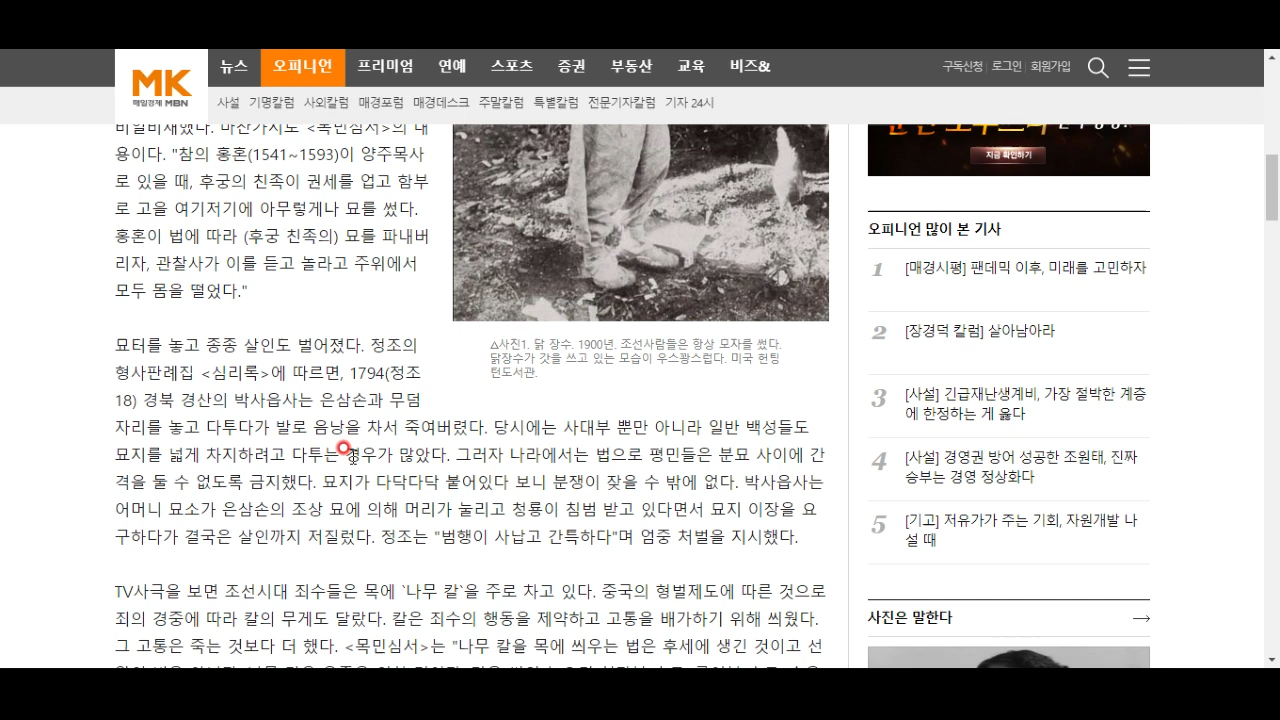 MK
매일경제 MBN
뉴스 오피니언 프리미엄 연예 스포츠 증권 부동산 교육 비즈&
구독신청 로그인 회원가입
사설 기명칼럼 사외칼럼 매경포럼 매경데스크 주말칼럼 특별칼럼 전문기자칼럼 기자 24시
비일비재했다. 마찬가지로 <목민심서>의 내
용이다. "참의 홍혼(1541~1593)이 양주목사
로 있을 때, 후궁의 친족이 권세를 업고 함부
로 고을 여기저기에 아무렇게나 묘를 썼다.
홍혼이 법에 따라 (후궁 친족의) 묘를 파내버
리자, 관찰사가 이를 듣고 놀라고 주위에서
모두 몸을 떨었다."
△사진1. 닭 장수. 1900년. 조선사람들은 항상 모자를 썼다.
닭장수가 갓을 쓰고 있는 모습이 우스꽝스럽다. 미국 헌팅
턴도서관.
묘터를 놓고 종종 살인도 벌어졌다. 정조의
형사판례집 <심리록>에 따르면, 1794(정조
18) 경북 경산의 박사읍사는 은삼손과 무덤
자리를 놓고 다투다가 발로 음낭을 차서 죽여버렸다. 당시에는 사대부 뿐만 아니라 일반 백성들도
묘지를 넓게 차지하려고 다투는 경우가 많았다. 그러자 나라에서는 법으로 평민들은 분묘 사이에 간
격을 둘 수 없도록 금지했다. 묘지가 다닥다닥 붙어있다 보니 분쟁이 잦을 수 밖에 없다. 박사읍사는
어머니 묘소가 은삼손의 조상 묘에 의해 머리가 눌리고 청룡이 침범 받고 있다면서 묘지 이장을 요
구하다가 결국은 살인까지 저질렀다. 정조는 "범행이 사납고 간특하다"며 엄중 처벌을 지시했다.
TV사극을 보면 조선시대 죄수들은 목에 `나무 칼`을 주로 차고 있다. 중국의 형벌제도에 따른 것으로
죄의 경중에 따라 칼의 무게도 달랐다. 칼은 죄수의 행동을 제약하고 고통을 배가하기 위해 씌웠다.
그 고통은 죽는 것보다 더 했다. <목민심서>는 "나무 칼을 목에 씌우는 법은 후세에 생긴 것이고 선
지금 확인하기
오피니언 많이 본 기사
1 [매경시평] 팬데믹 이후, 미래를 고민하자
2 [장경덕 칼럼] 살아남아라
3 [사설] 긴급재난생계비, 가장 절박한 계층
에 한정하는 게 옳다
4 [사설] 경영권 방어 성공한 조원태, 진짜
승부는 경영 정상화다
5 [기고] 저유가가 주는 기회, 자원개발 나
설 때
사진은 말한다